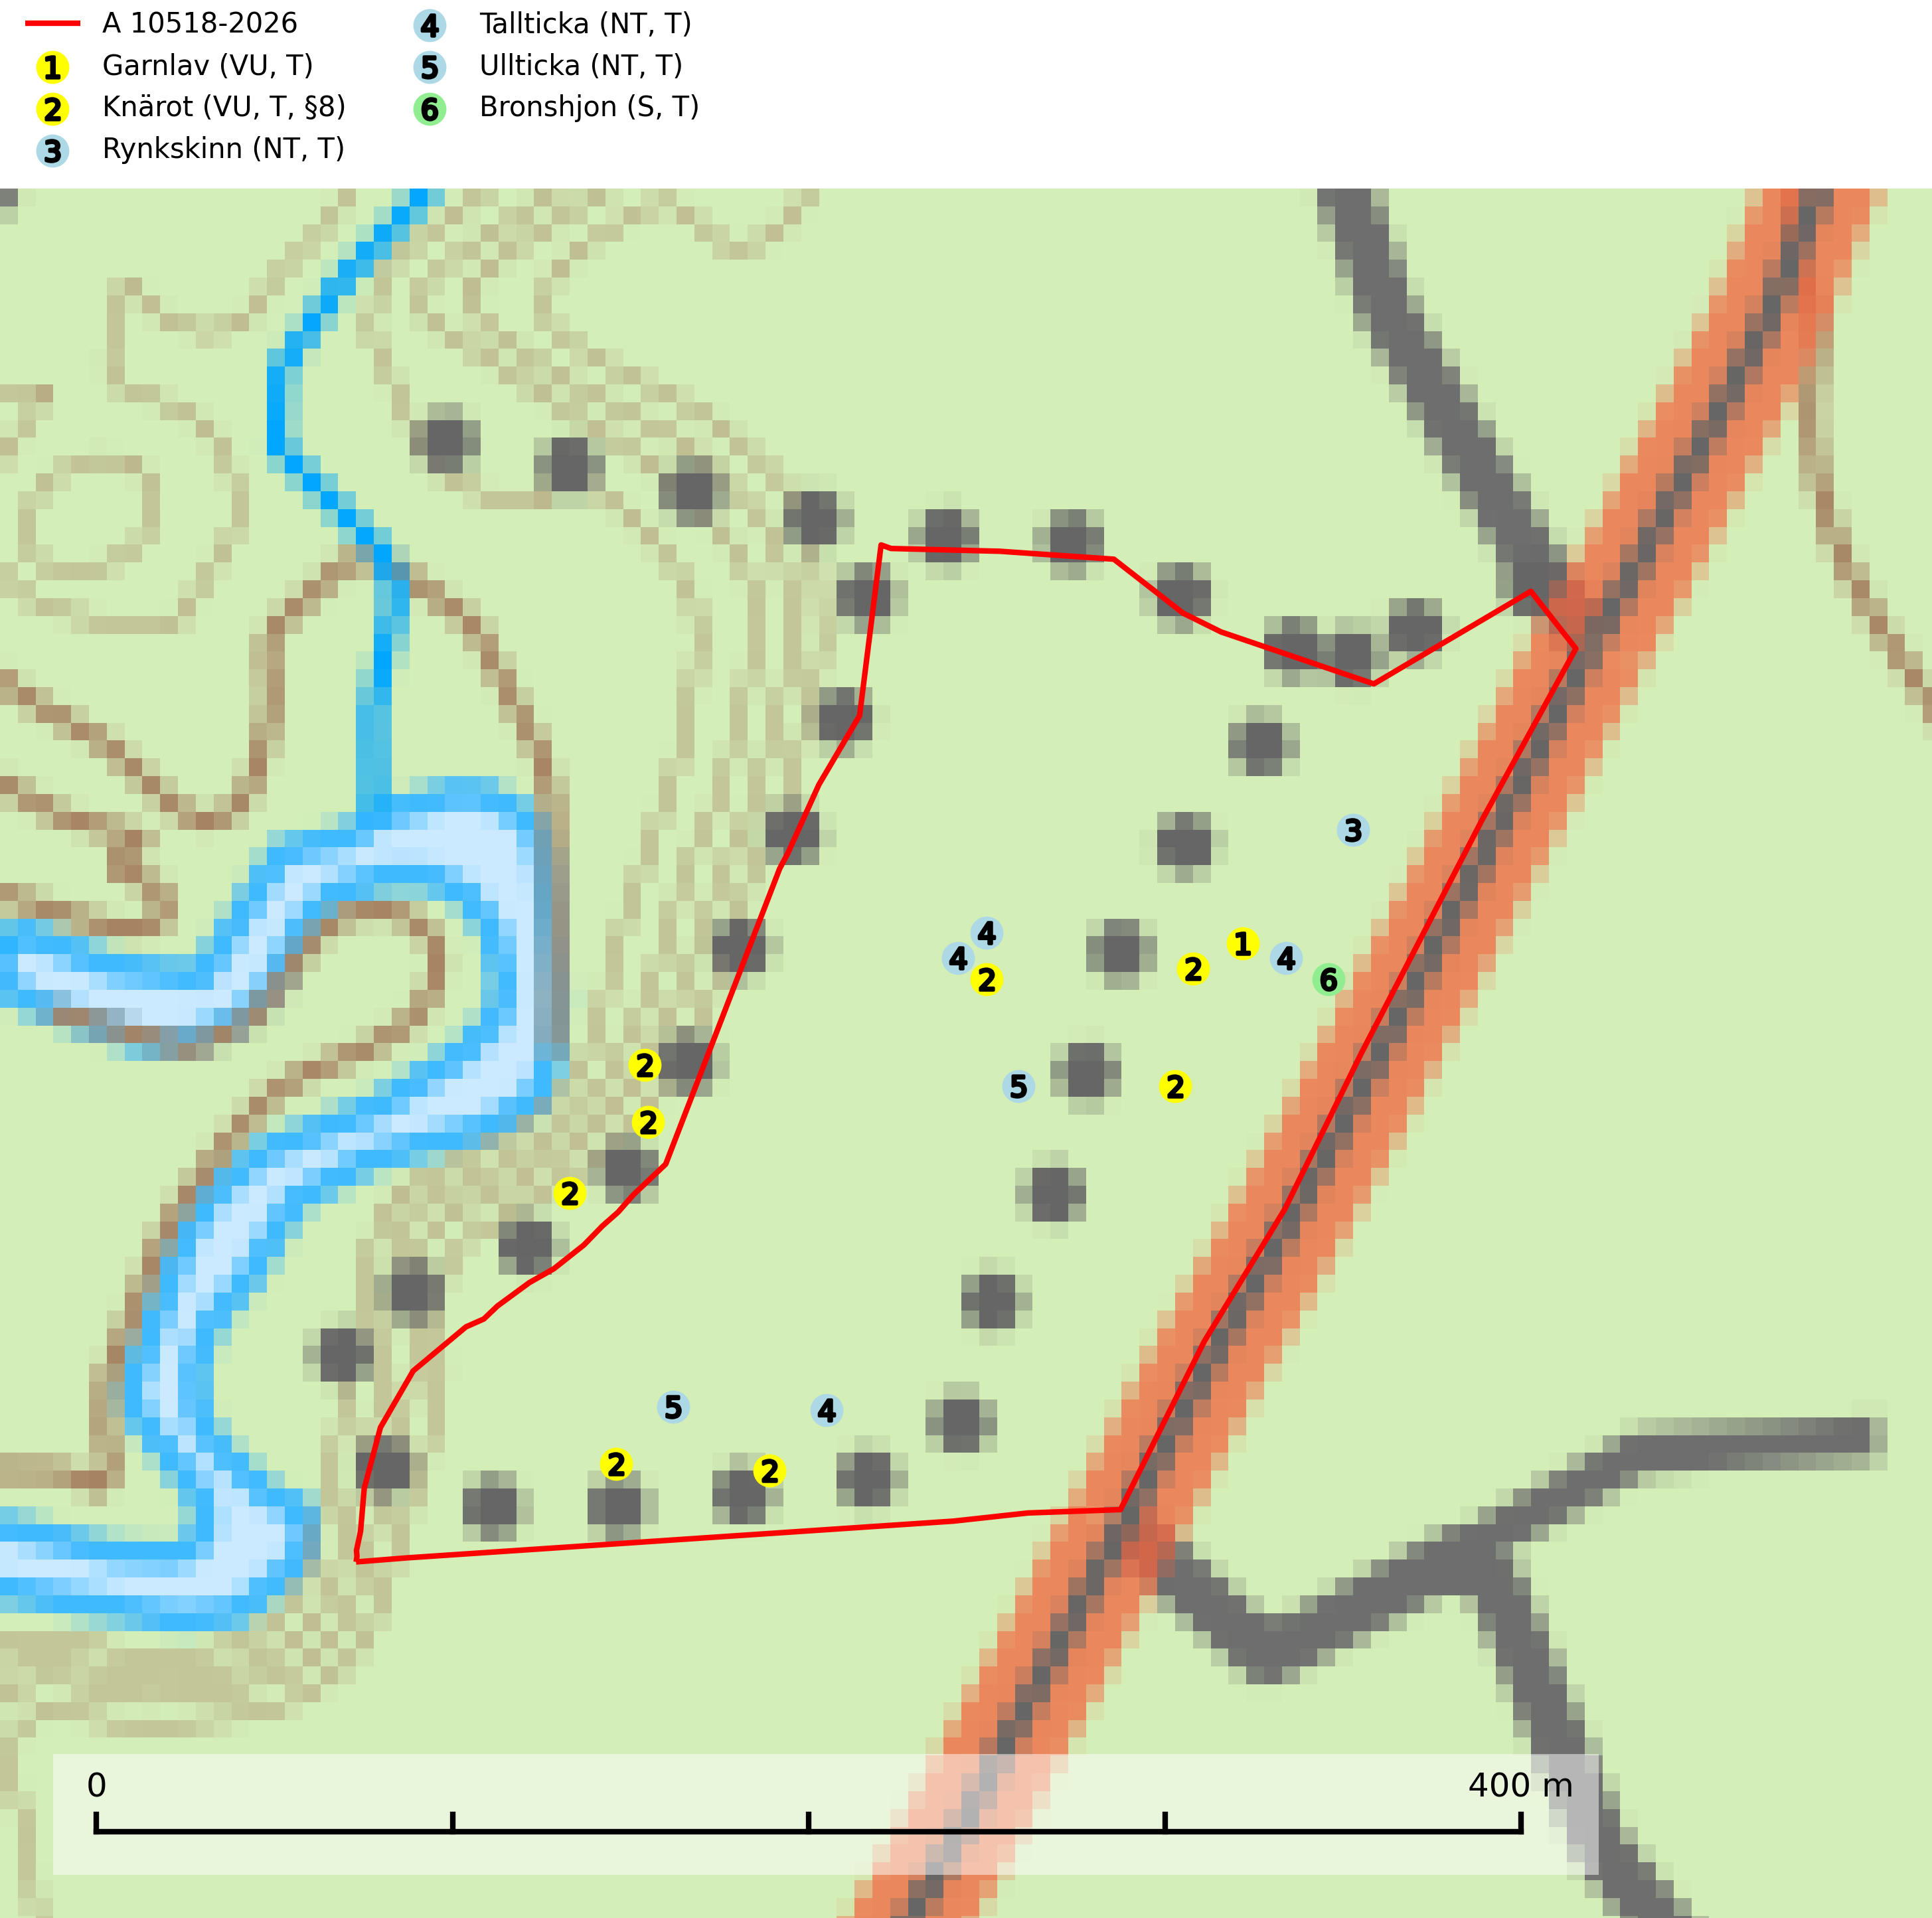 A 10518-2026
1 Garnlav (VU, T)
2 Knärot (VU, T, §8)
3 Rynkskinn (NT, T)
4 Tallticka (NT, T)
5 Ullticka (NT, T)
6 Bronshjon (S, T)
3
4
1
4
4
2
2
6
2
5
2
2
2
5
4
2
2
0
400 m